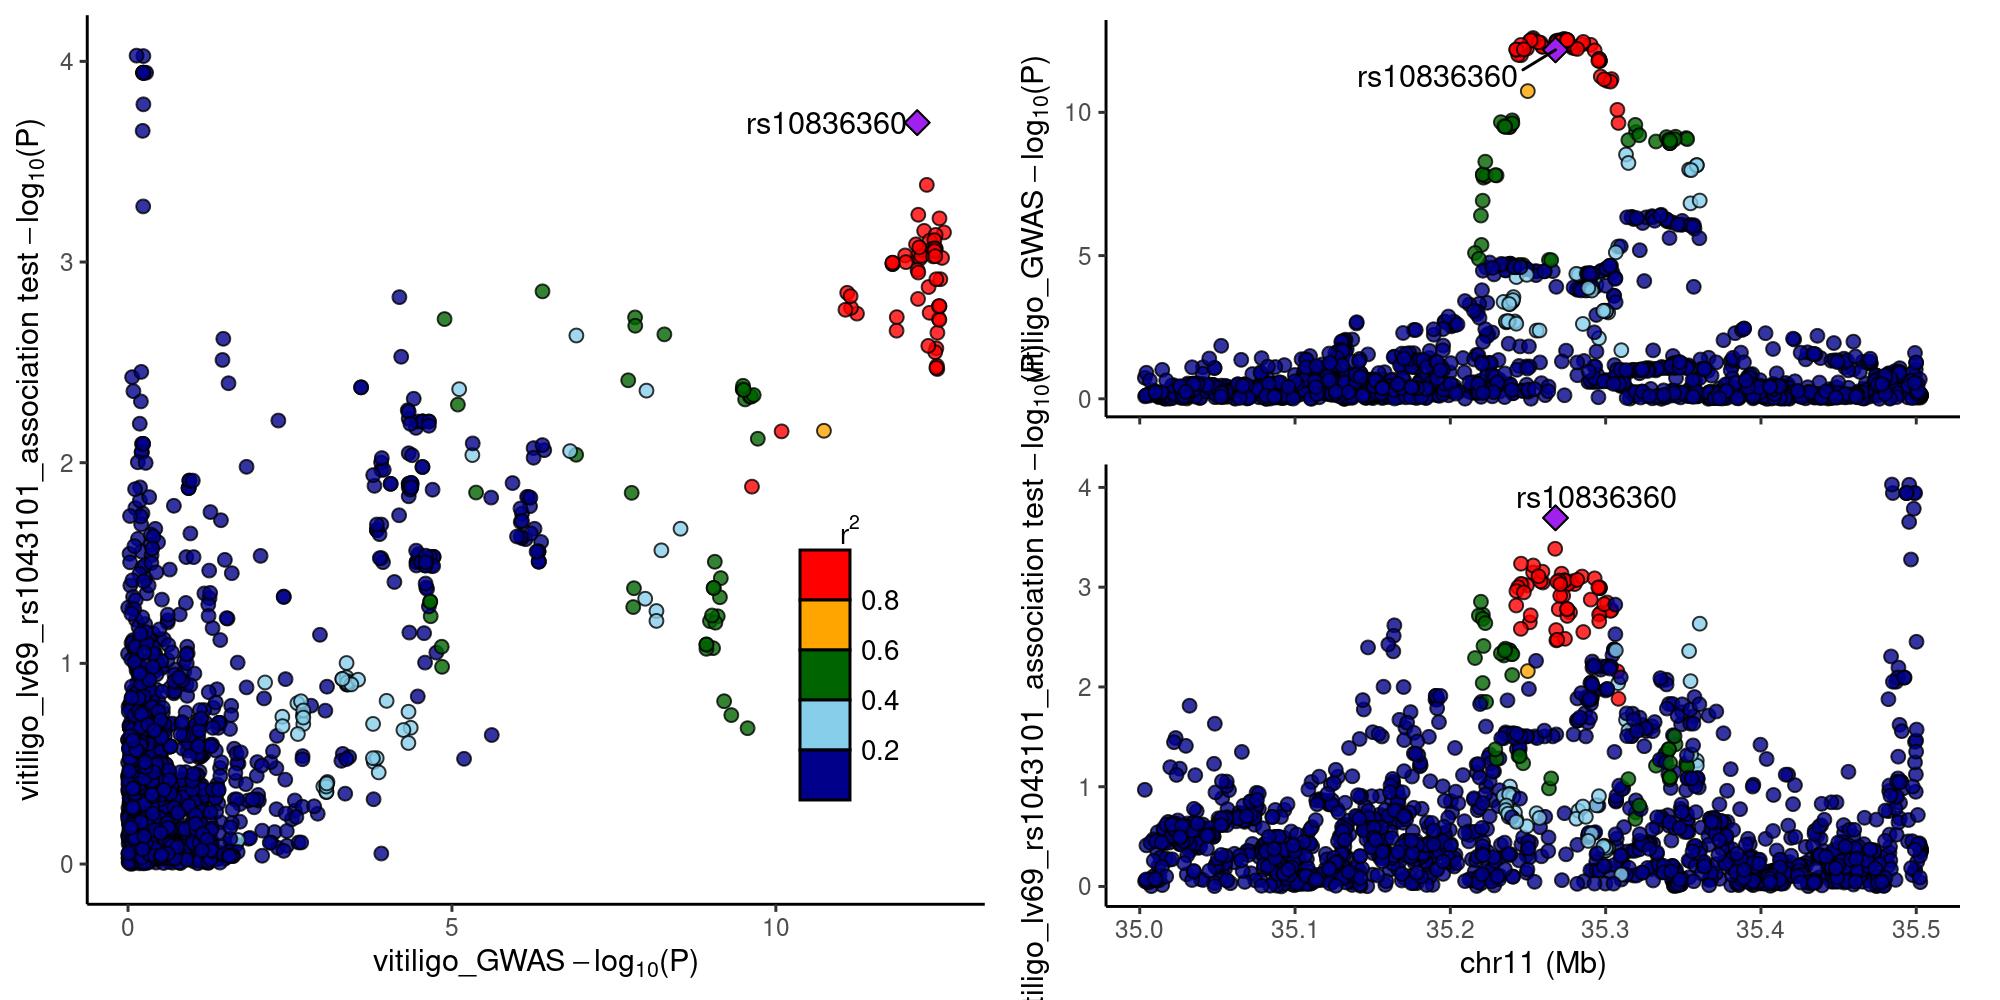 vitiligo_lv69_rs1043101_association test −log10(P)
4
3
2
1
0
rs10836360
r2
0.8
0.6
0.4
0.2
0
5
10
vitiligo_GWAS −log10(P)
vitiligo_GWAS −log10(P)
10
5
0
rs10836360
tiligo_lv69_rs1043101_association test −log10(P)
4
3
2
1
0
rs10836360
35.0
35.1
35.2
35.3
35.4
35.5
chr11 (Mb)